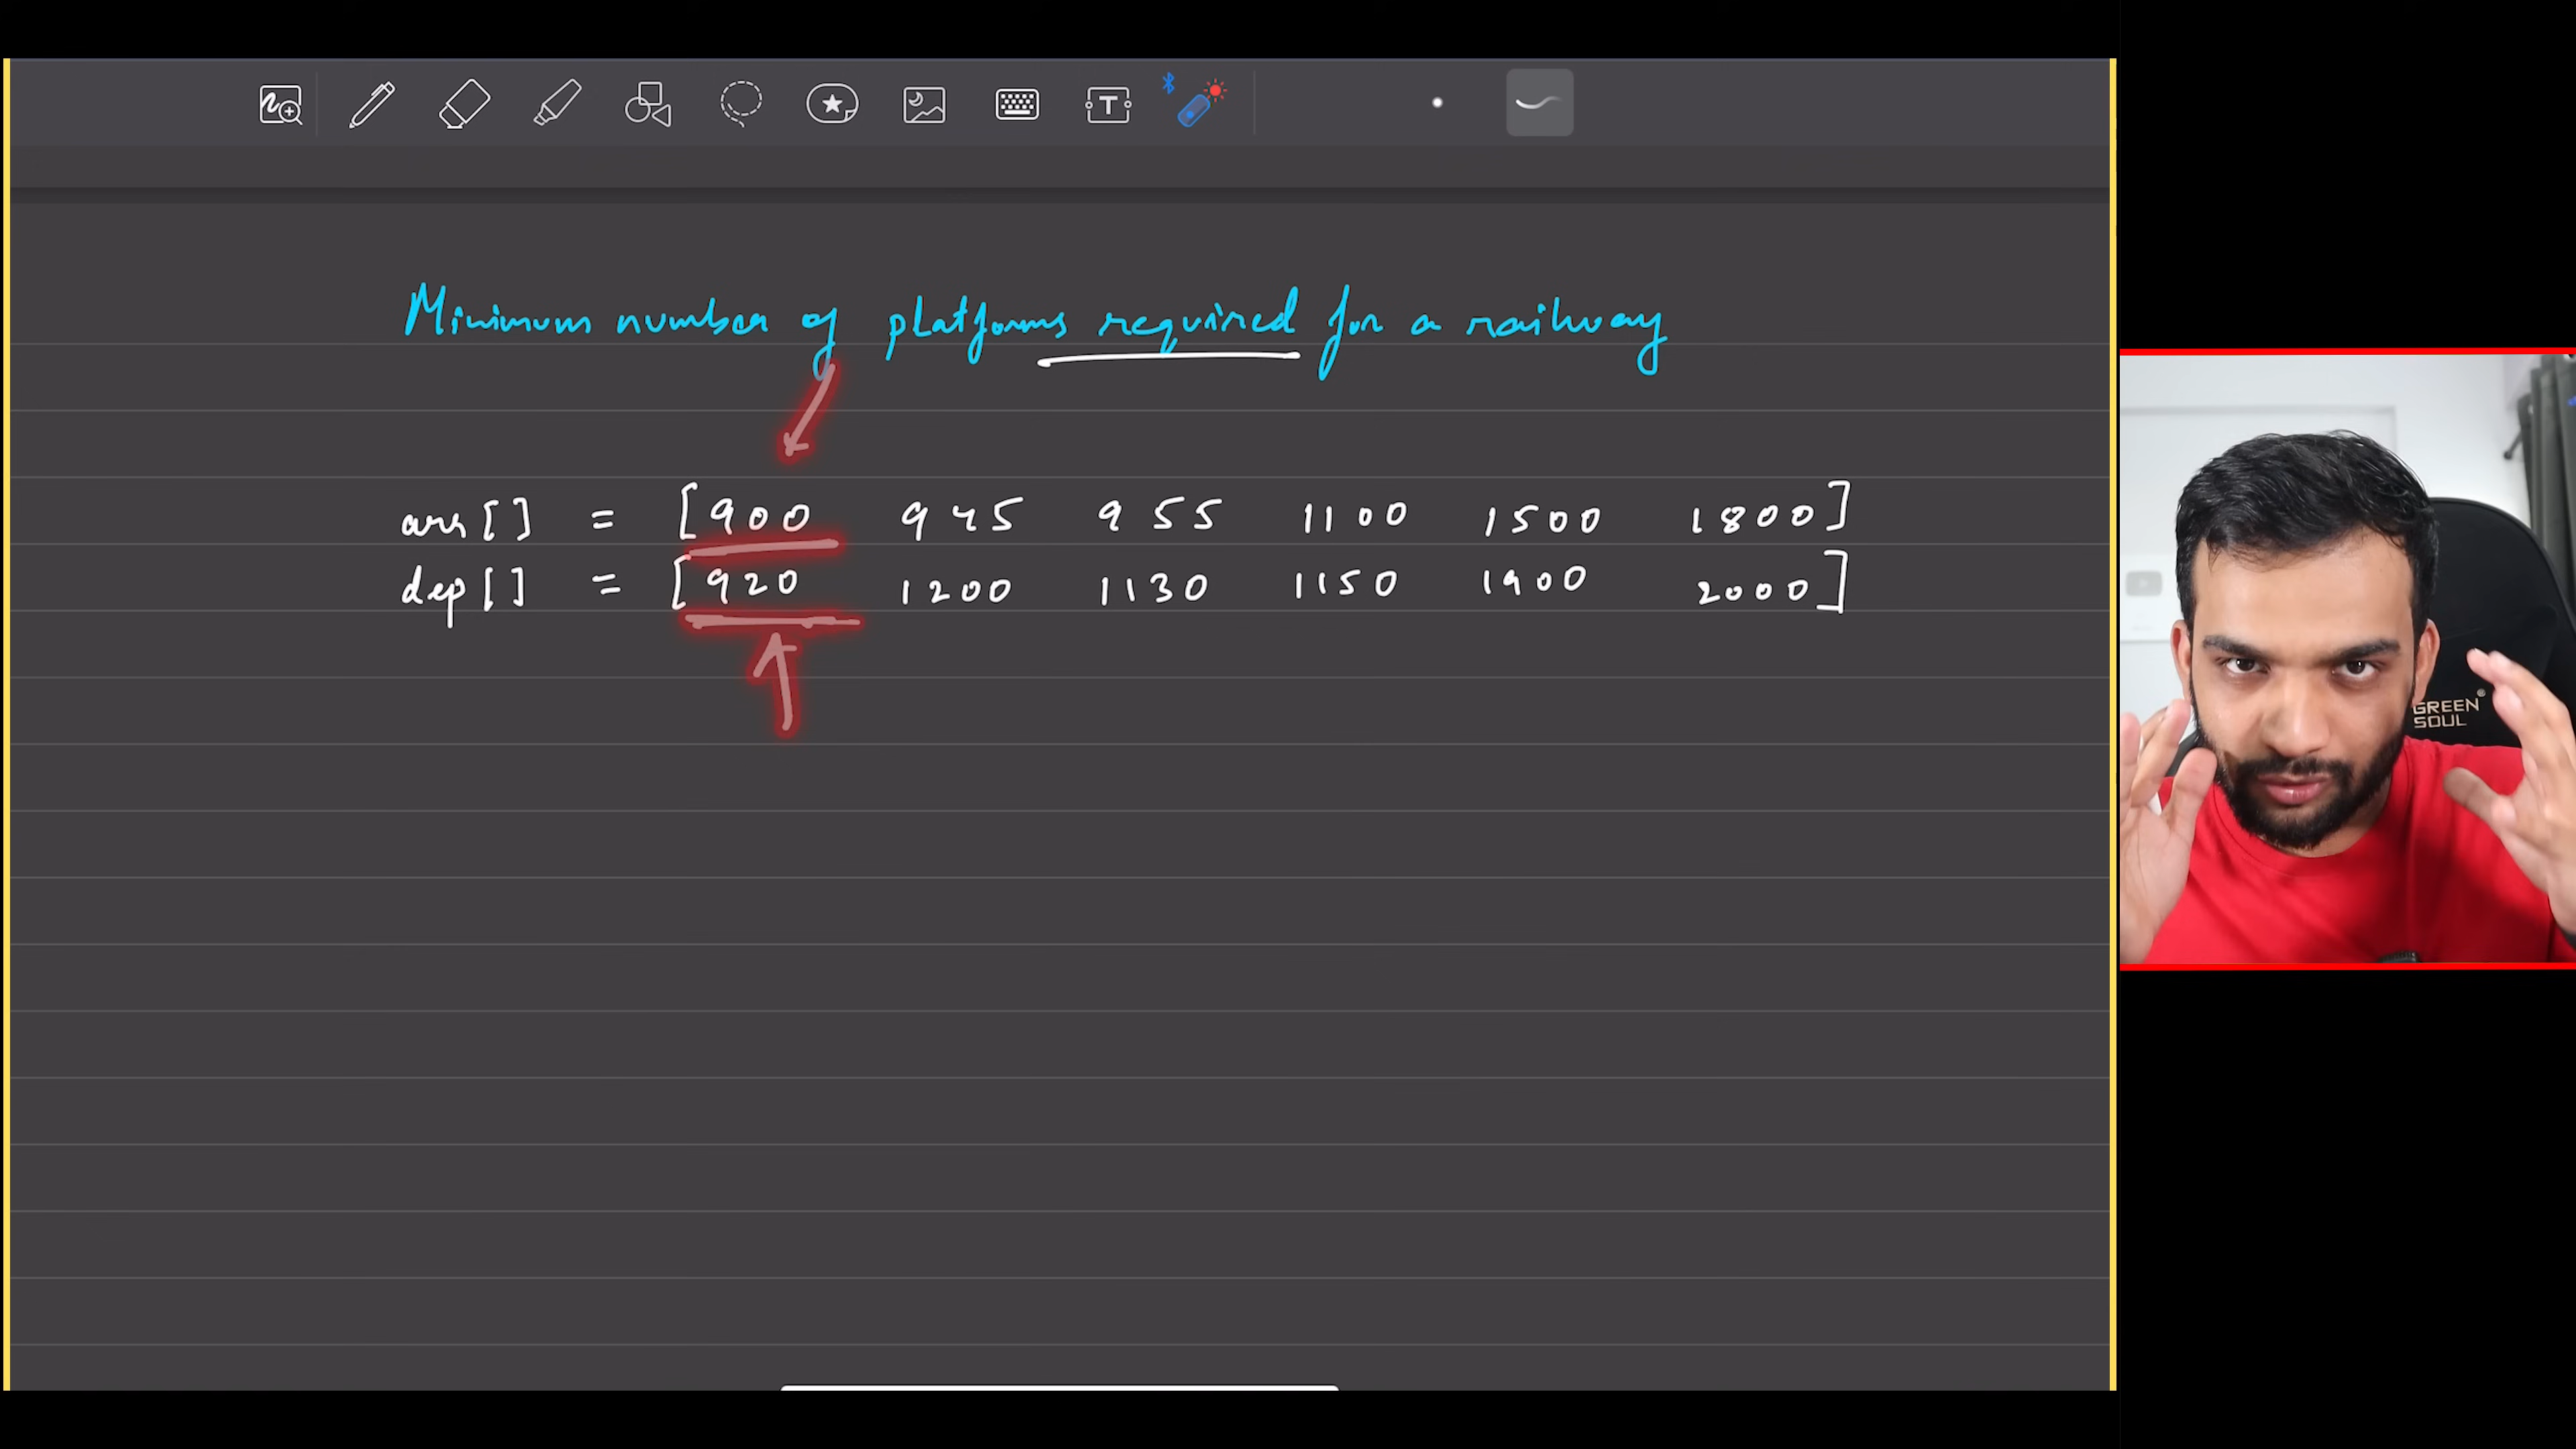 Minimum number of platforms required for a railway
arr[] = [900 945 955 1100 1500 1800]
dep[] = [920 1200 1130 1150 1900 2000]
GREEN
SOUL